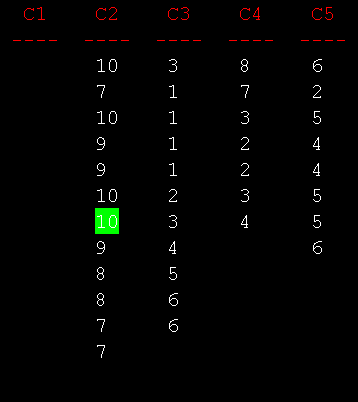 C1 C2 C3 C4 C5
---- ---- ---- ---- ----
10 3 8 6
7 1 7 2
10 1 3 5
9 1 2 4
9 1 2 4
10 2 3 5
10 3 4 5
9 4 6
8 5
8 6
7 6
7